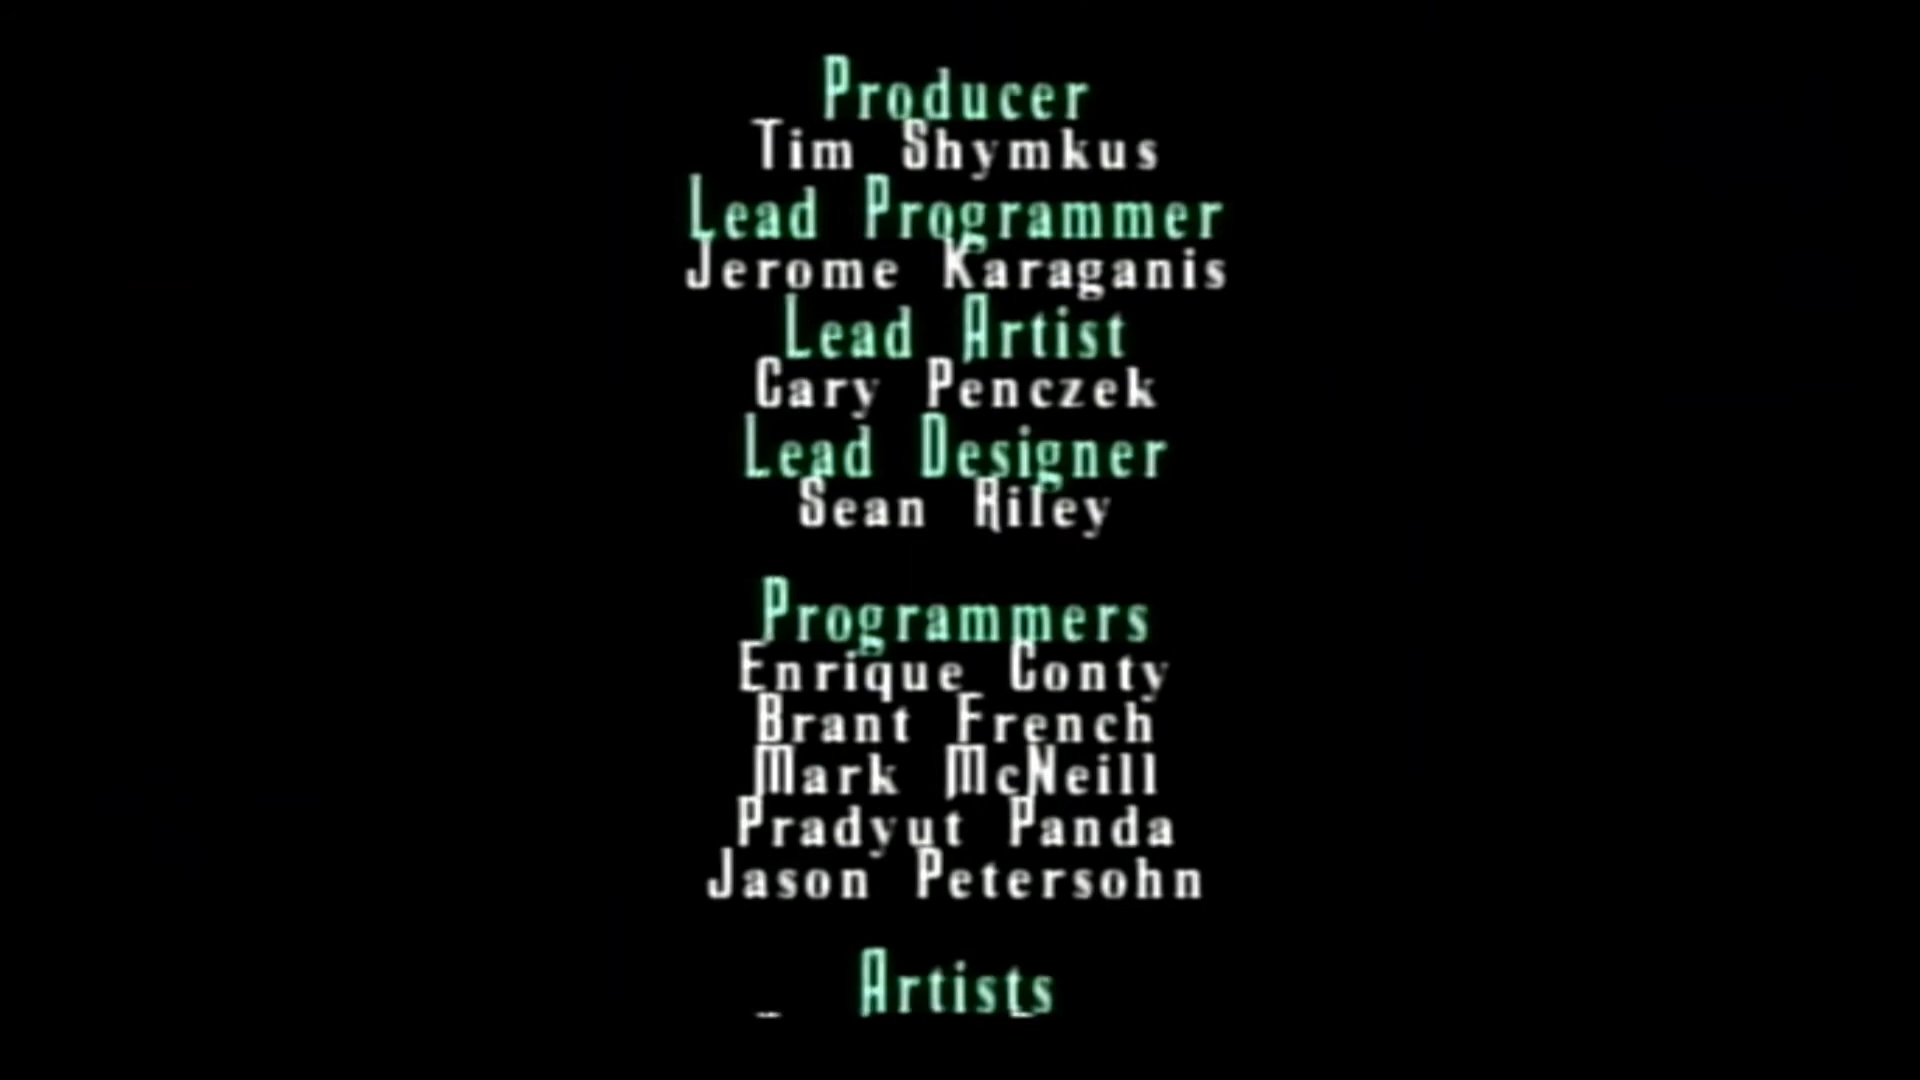 Producer
Tim Shymkus
Lead Programmer
Jerome Karaganis
Lead Artist
Cary Penczek
Lead Designer
Sean Riley
Programmers
Enrique Conty
Brant French
Mark McNeill
Pradyut Panda
Jason Petersohn
Artists